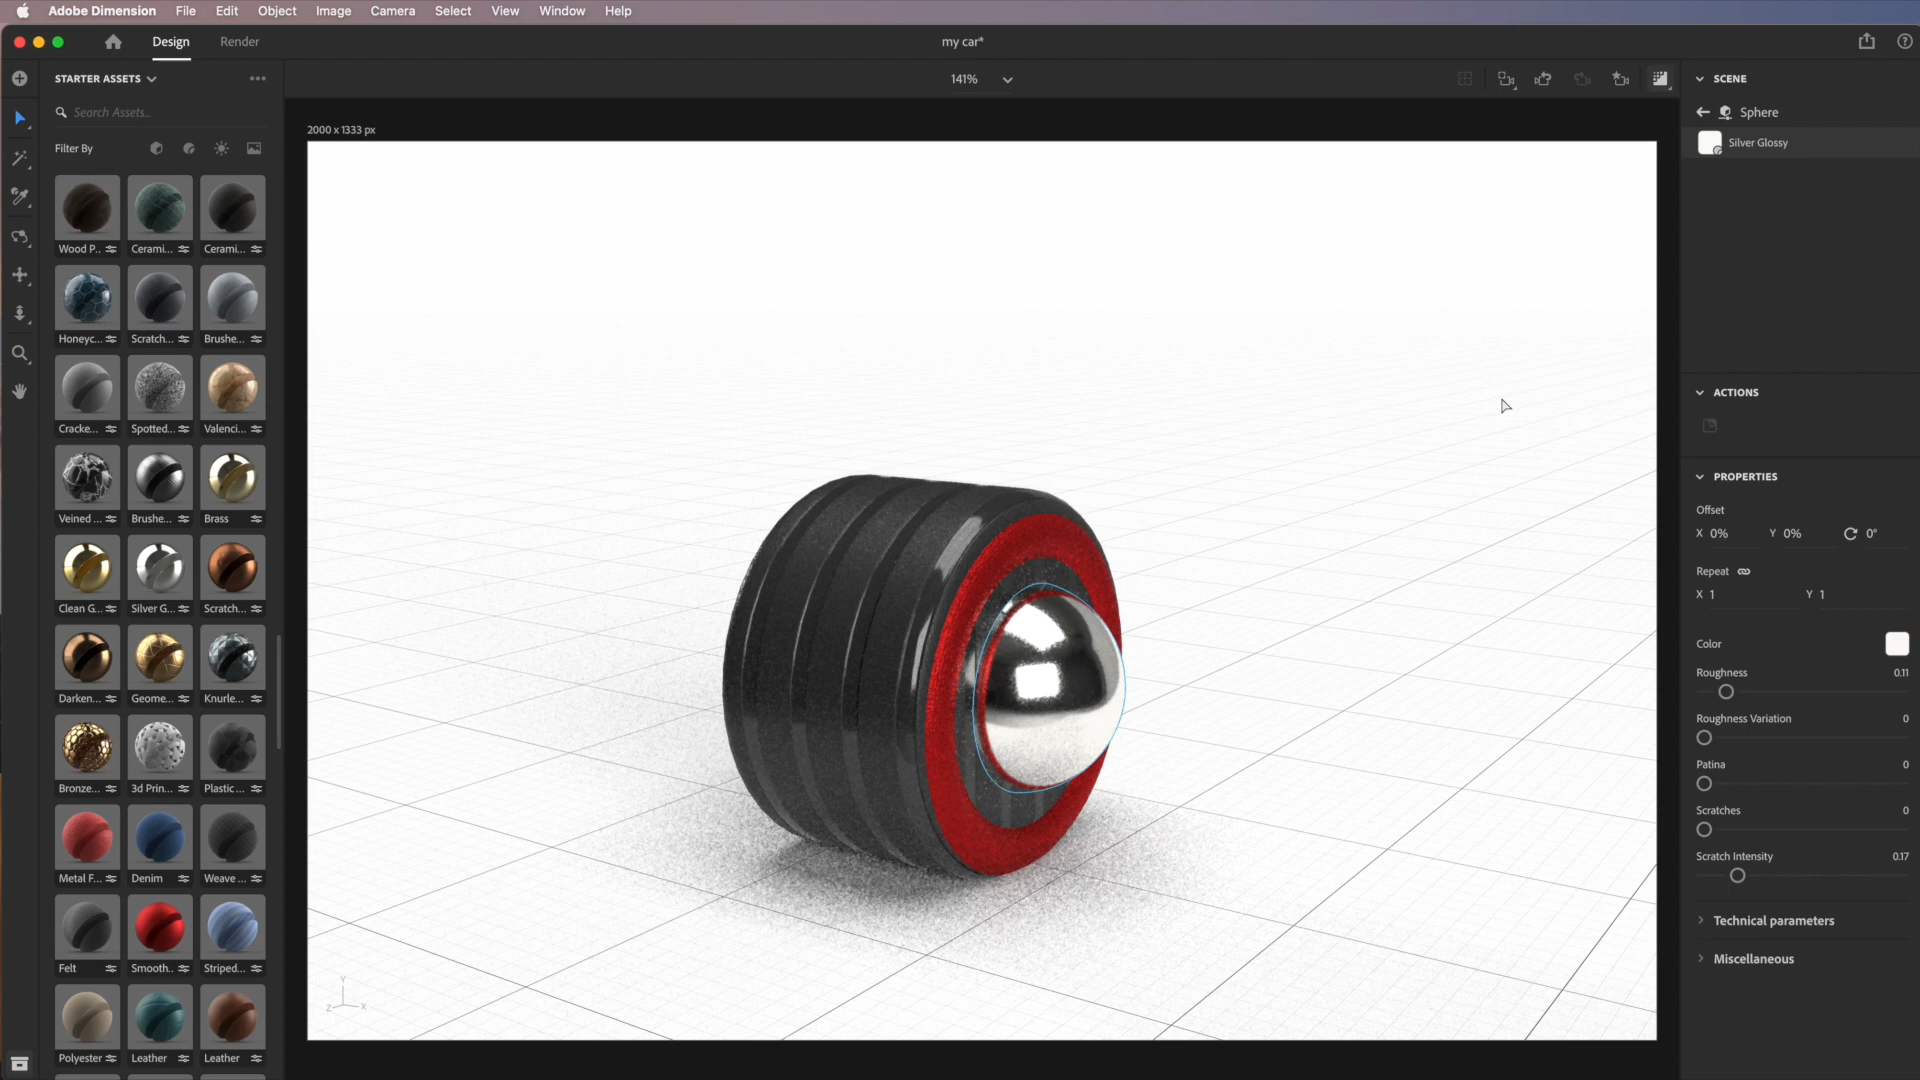 Adobe Dimension File Edit Object Image Camera Select View Window Help
Design Render my car*
STARTER ASSETS
141%
SCENE
Search Assets...
Sphere
2000 x 1333 px
Silver Glossy
Filter By
Wood P... Cerami... Cerami...
Honeyc... Scratch... Brushe...
Cracke... Spotted... Valenci...
Veined ... Brushe... Brass
Clean G... Silver G... Scratch...
Darken... Geome... Knurle...
Bronze... 3d Prin... Plastic ...
Metal F... Denim Weave ...
Felt Smooth.. Striped...
Polyester Leather Leather
Y
Z X
ACTIONS
PROPERTIES
Offset
X 0% Y 0% 0°
Repeat
X 1 Y 1
Color
Roughness 0.11
Roughness Variation 0
Patina 0
Scratches 0
Scratch Intensity 0.17
Technical parameters
Miscellaneous